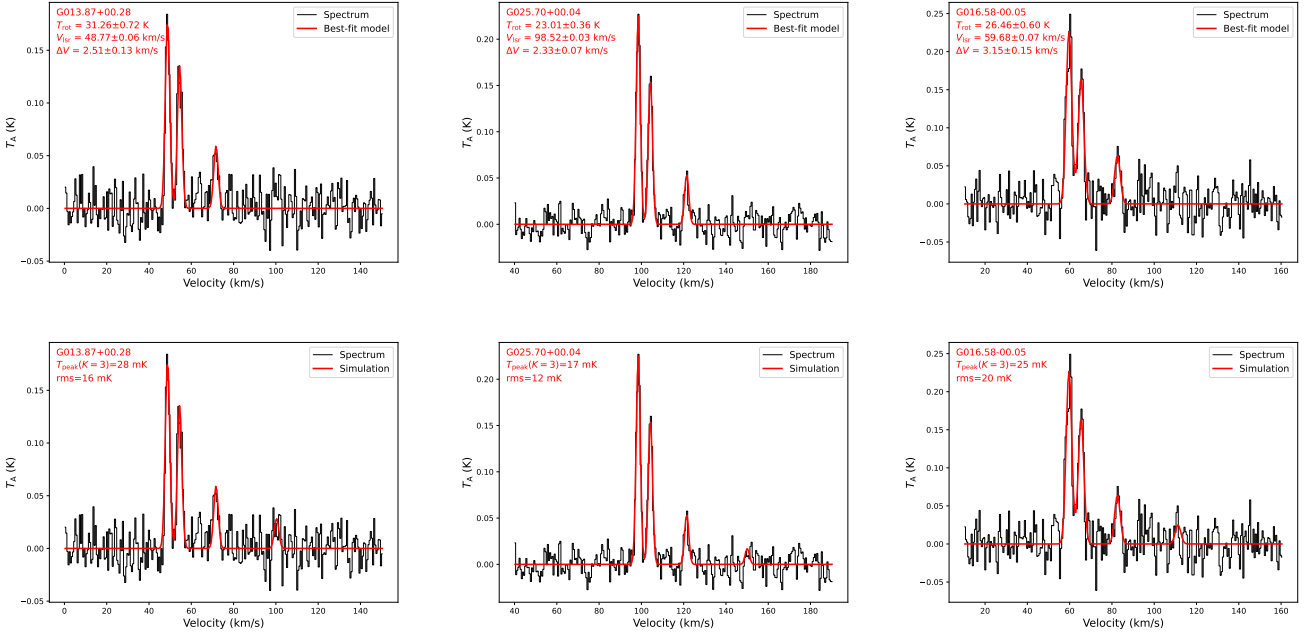 G013.87+00.28
T_rot = 31.26±0.72 K
V_lsr = 48.77±0.06 km/s
ΔV = 2.51±0.13 km/s
Spectrum
Best-fit model
T_A (K)
0.15
0.10
0.05
0.00
−0.05
0 20 40 60 80 100 120 140
Velocity (km/s)
G025.70+00.04
T_rot = 23.01±0.36 K
V_lsr = 98.52±0.03 km/s
ΔV = 2.33±0.07 km/s
Spectrum
Best-fit model
T_A (K)
0.20
0.15
0.10
0.05
0.00
40 60 80 100 120 140 160 180
Velocity (km/s)
G016.58-00.05
T_rot = 26.46±0.60 K
V_lsr = 59.68±0.07 km/s
ΔV = 3.15±0.15 km/s
Spectrum
Best-fit model
T_A (K)
0.25
0.20
0.15
0.10
0.05
0.00
−0.05
20 40 60 80 100 120 140 160
Velocity (km/s)
G013.87+00.28
T_peak(K = 3)=28 mK
rms=16 mK
Spectrum
Simulation
T_A (K)
0.15
0.10
0.05
0.00
−0.05
0 20 40 60 80 100 120 140
Velocity (km/s)
G025.70+00.04
T_peak(K = 3)=17 mK
rms=12 mK
Spectrum
Simulation
T_A (K)
0.20
0.15
0.10
0.05
0.00
40 60 80 100 120 140 160 180
Velocity (km/s)
G016.58-00.05
T_peak(K = 3)=25 mK
rms=20 mK
Spectrum
Simulation
T_A (K)
0.25
0.20
0.15
0.10
0.05
0.00
−0.05
20 40 60 80 100 120 140 160
Velocity (km/s)